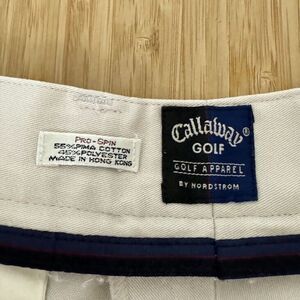 PRO-SPIN
55% PIMA COTTON
45% POLYESTER
MADE IN HONG KONG
Callaway®
GOLF
GOLF APPAREL
BY NORDSTROM